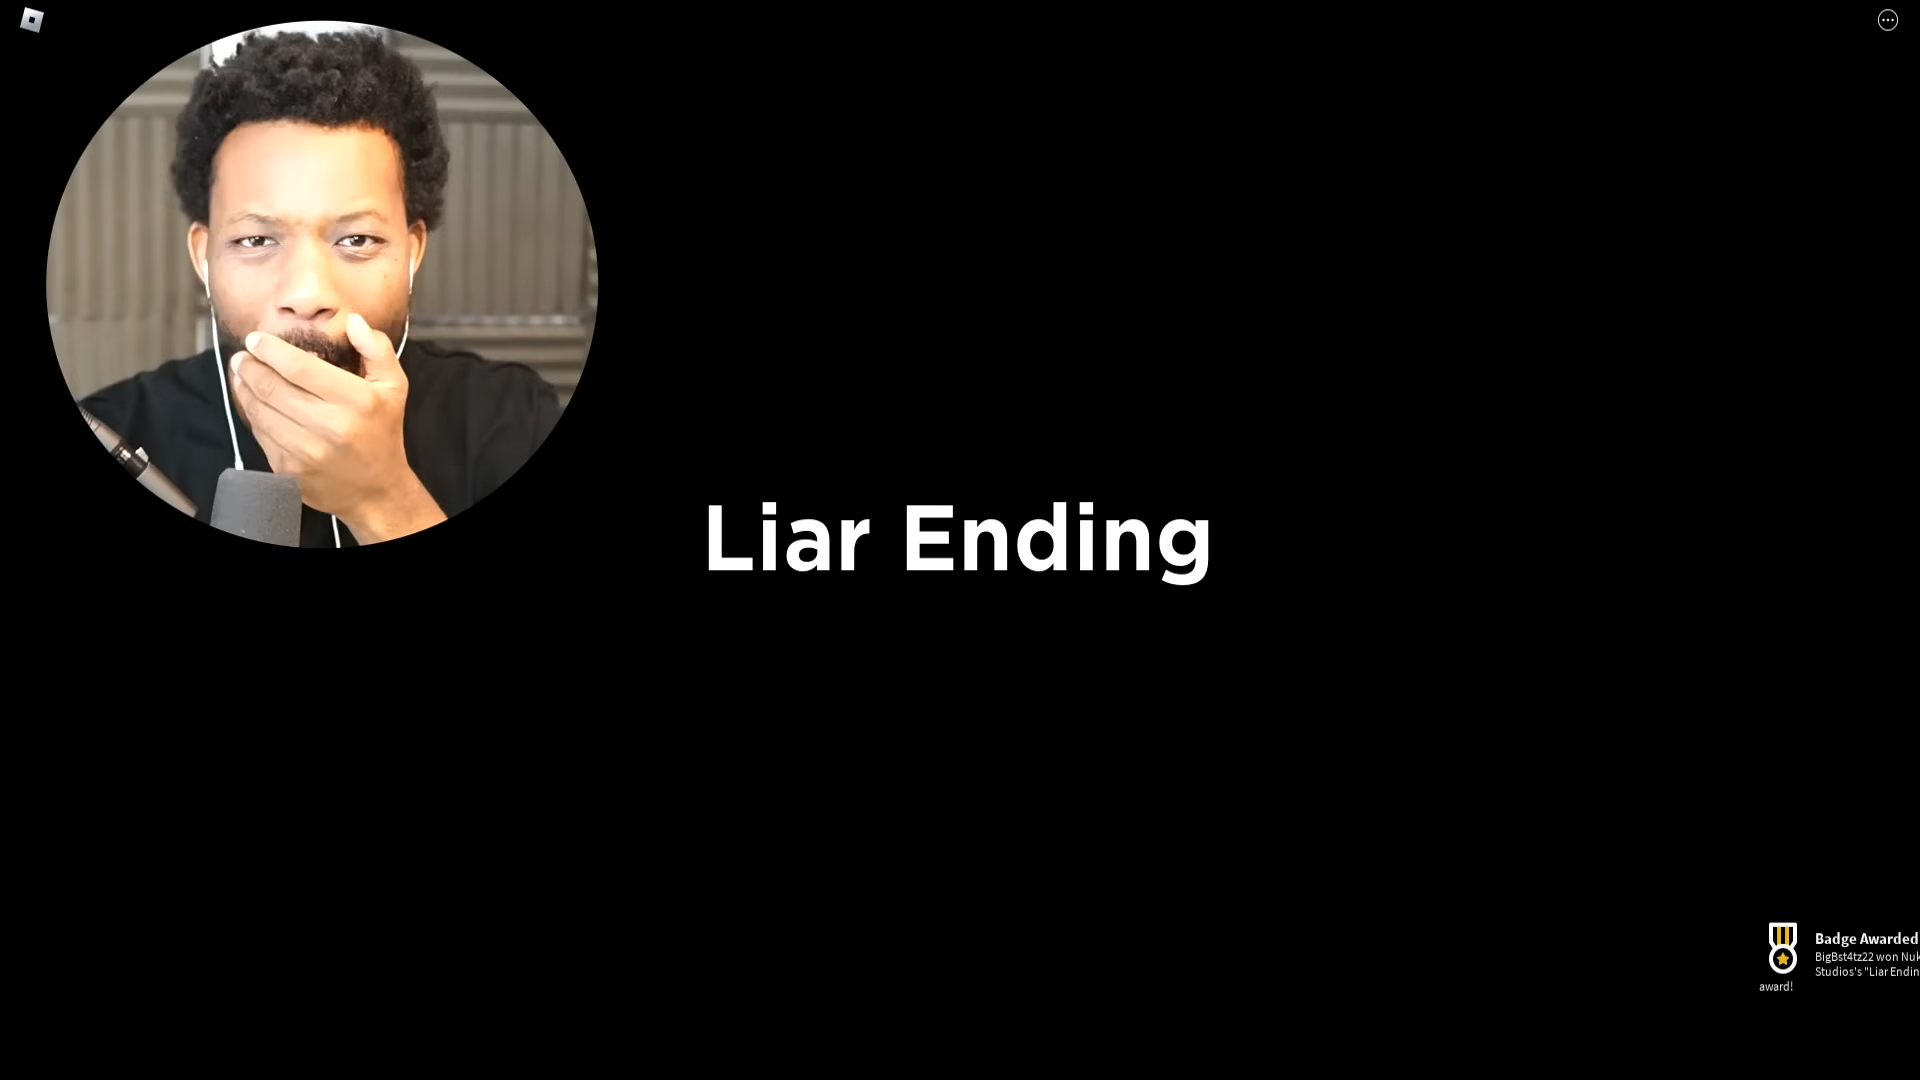 Liar Ending
Badge Awarded
BigBst4tz22 won Nuk
Studios's "Liar Endin
award!